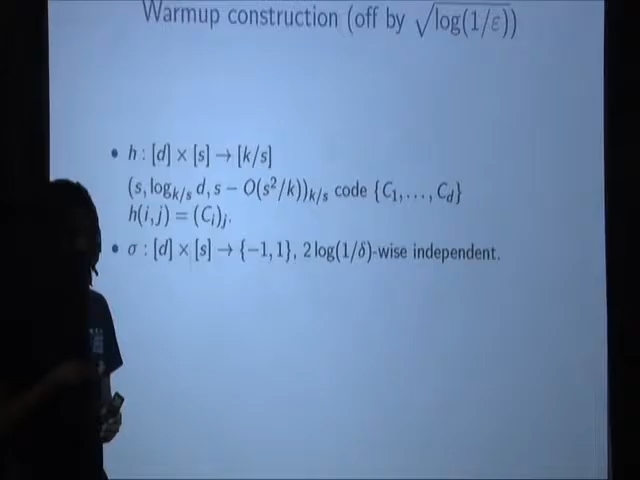 Warmup construction (off by √log(1/ε))
• h : [d] × [s] → [k/s]
(s, log_{k/s} d, s − O(s²/k))_{k/s} code {C₁, . . . , C_d}
h(i, j) = (C_i)_j.
• σ : [d] × [s] → {−1, 1}, 2 log(1/δ)-wise independent.